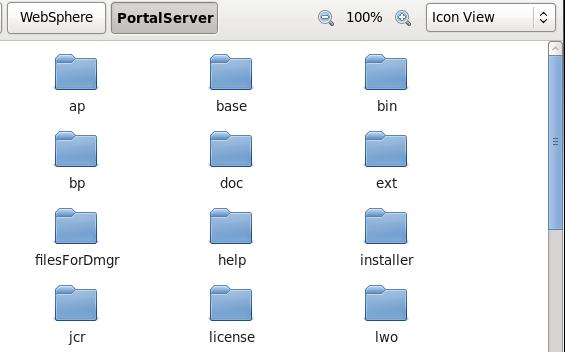 WebSphere PortalServer 100% Icon View
ap base bin
bp doc ext
filesForDmgr help installer
jcr license lwo